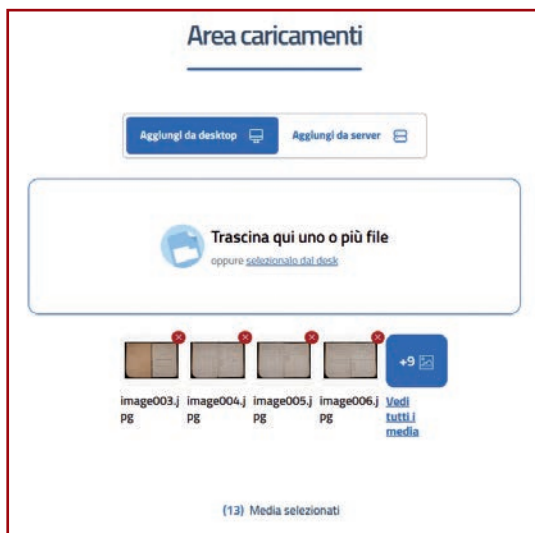 Area caricamenti
Aggiungi da desktop Aggiungi da server
Trascina qui uno o più file
oppure selezionalo dal desk
+9
image003.j image004.j image005.j image006.j Vedi
pg pg pg pg tutti i
media
(13) Media selezionati